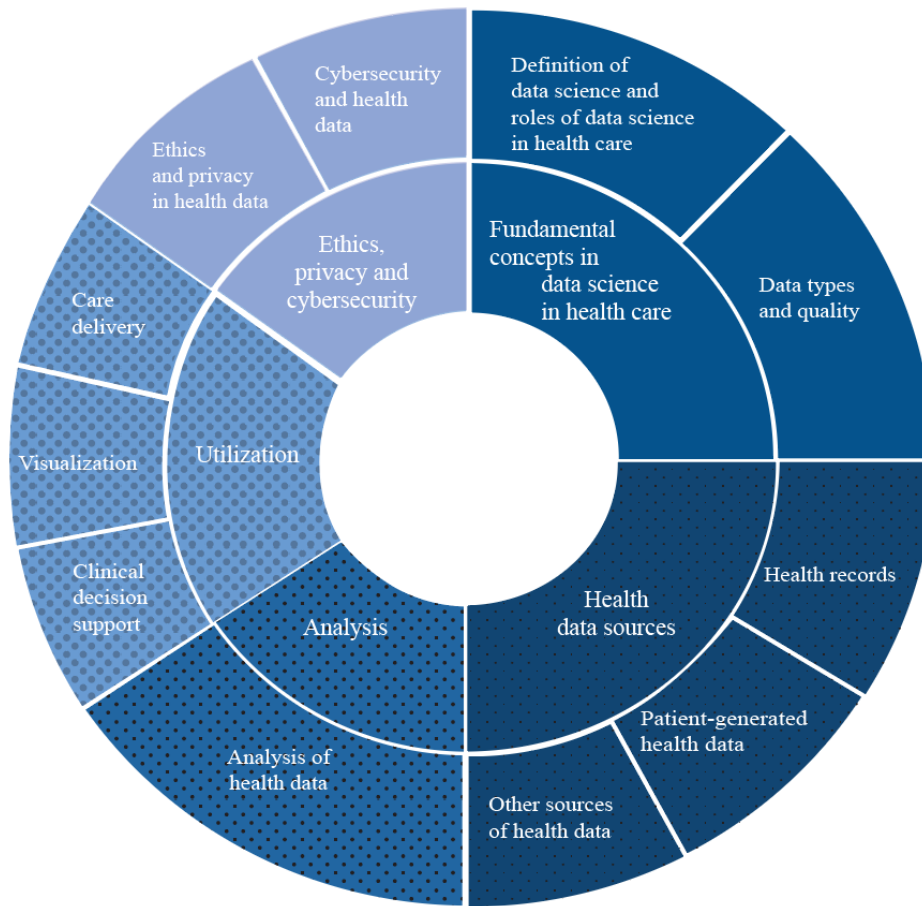 Cybersecurity
and health
data
Definition of
data science and
roles of data science
in health care
Ethics
and privacy
in health data
Ethics,
privacy and
cybersecurity
Fundamental
concepts in
data science
in health care
Data types
and quality
Care
delivery
Visualization
Utilization
Clinical
decision
support
Health records
Health
data sources
Analysis
Patient-generated
health data
Analysis of
health data
Other sources
of health data